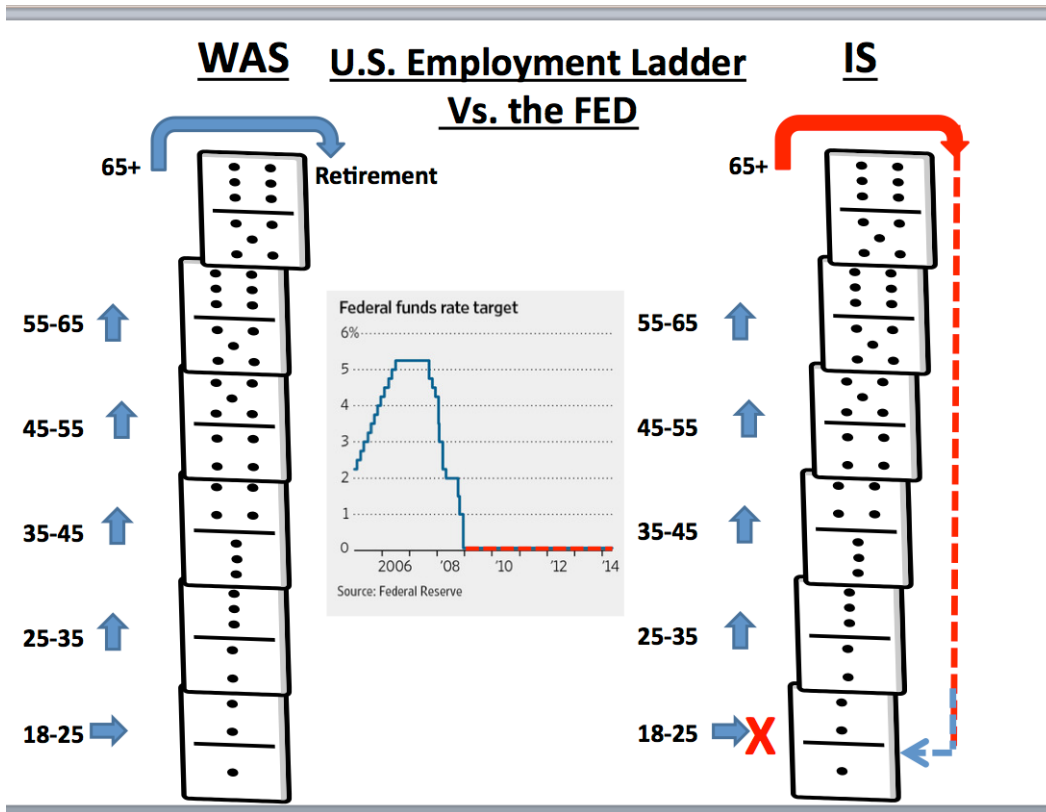 WAS
U.S. Employment Ladder
Vs. the FED
IS
65+
Retirement
55-65
45-55
35-45
25-35
18-25
Federal funds rate target
6%
5
4
3
2
1
0
2006 '08 '10 '12 '14
Source: Federal Reserve
65+
55-65
45-55
35-45
25-35
18-25
X